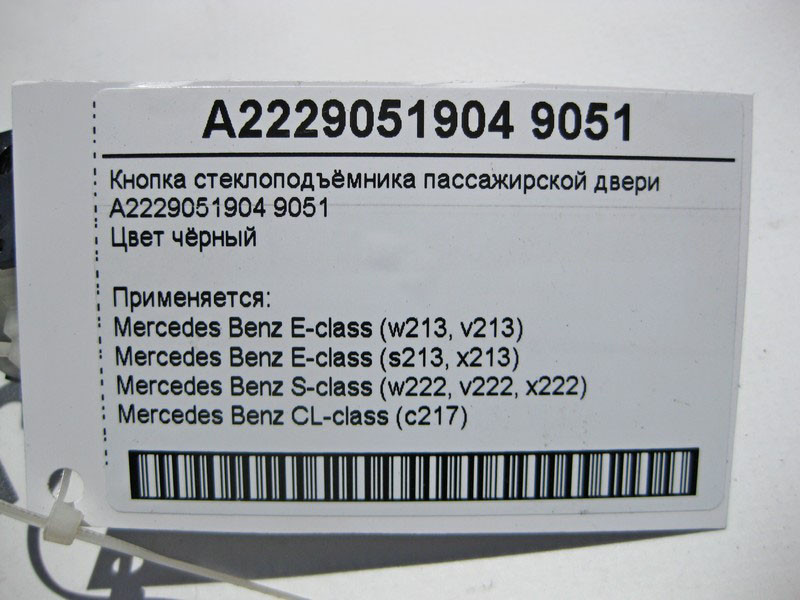 A2229051904 9051
Кнопка стеклоподъёмника пассажирской двери
A2229051904 9051
Цвет чёрный
Применяется:
Mercedes Benz E-class (w213, v213)
Mercedes Benz E-class (s213, x213)
Mercedes Benz S-class (w222, v222, x222)
Mercedes Benz CL-class (c217)